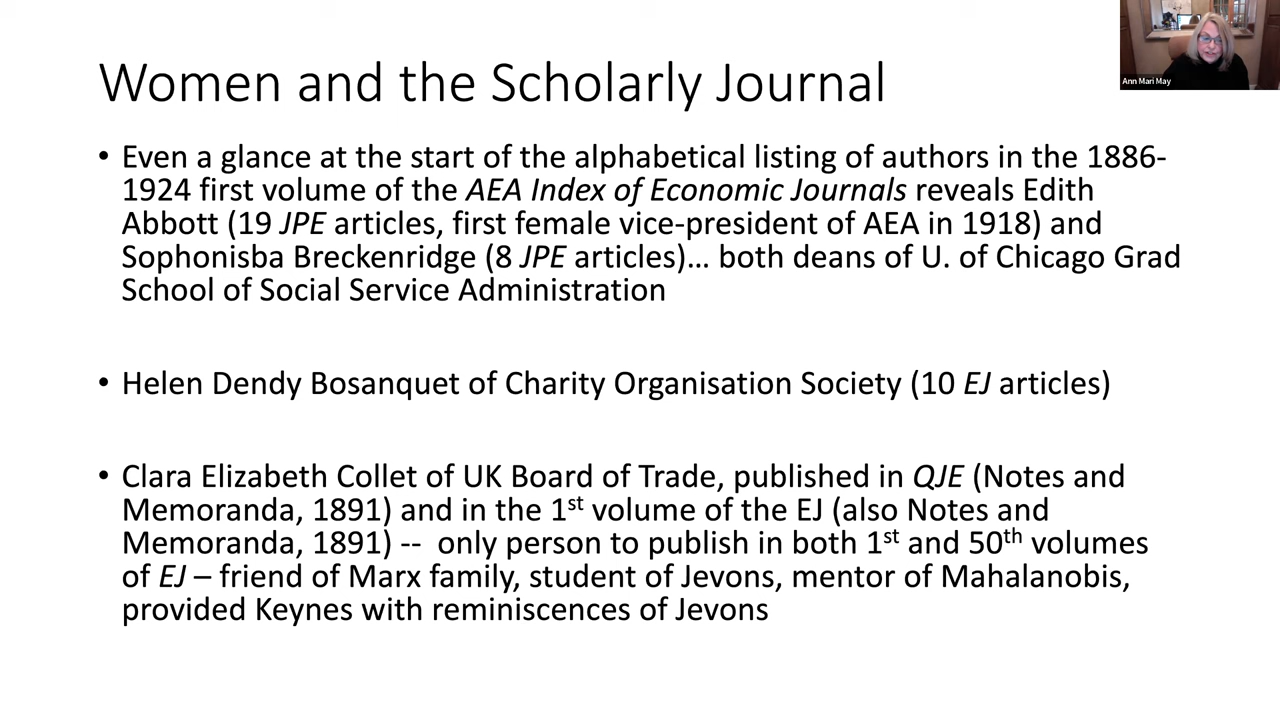 Women and the Scholarly Journal
Ann Mari May
• Even a glance at the start of the alphabetical listing of authors in the 1886-
1924 first volume of the AEA Index of Economic Journals reveals Edith
Abbott (19 JPE articles, first female vice-president of AEA in 1918) and
Sophonisba Breckenridge (8 JPE articles)… both deans of U. of Chicago Grad
School of Social Service Administration
• Helen Dendy Bosanquet of Charity Organisation Society (10 EJ articles)
• Clara Elizabeth Collet of UK Board of Trade, published in QJE (Notes and
Memoranda, 1891) and in the 1st volume of the EJ (also Notes and
Memoranda, 1891) -- only person to publish in both 1st and 50th volumes
of EJ – friend of Marx family, student of Jevons, mentor of Mahalanobis,
provided Keynes with reminiscences of Jevons